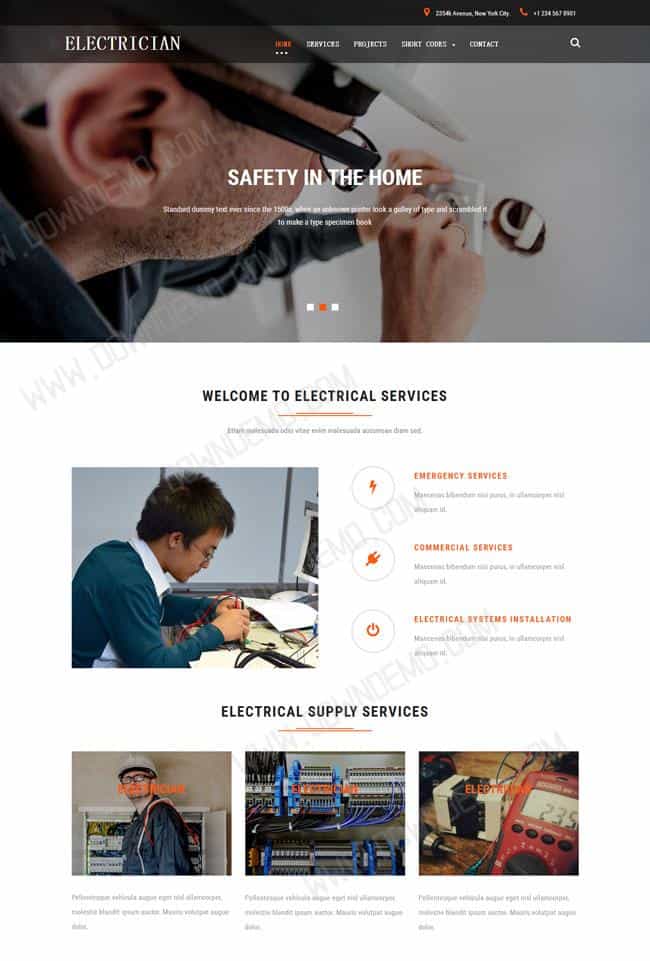 2354k Avenue, New York City.
+1 234 567 8901
ELECTRICIAN
HOME
SERVICES
PROJECTS
SHORT CODES
CONTACT
SAFETY IN THE HOME
Standard dummy text ever since the 1500s, when an unknown printer took a galley of type and scrambled it
to make a type specimen book
WWW.DOWNDEMO.COM
WELCOME TO ELECTRICAL SERVICES
Etiam malesuada odio vitae enim malesuada accumsan diam sed.
EMERGENCY SERVICES
Maecenas bibendum nisi purus, in ullamcorper nisl
aliquam id.
COMMERCIAL SERVICES
Maecenas bibendum nisi purus, in ullamcorper nisl
aliquam id.
ELECTRICAL SYSTEMS INSTALLATION
Maecenas bibendum nisi purus, in ullamcorper nisl
aliquam id.
ELECTRICAL SUPPLY SERVICES
ELECTRICIAN
ELECTRICIAN
ELECTRICIAN
Pellentesque vehicula augue eget nisl ullamcorper,
molestie blandit ipsum auctor. Mauris volutpat augue
dolor.
Pellentesque vehicula augue eget nisl ullamcorper,
molestie blandit ipsum auctor. Mauris volutpat augue
dolor.
Pellentesque vehicula augue eget nisl ullamcorper,
molestie blandit ipsum auctor. Mauris volutpat augue
dolor.